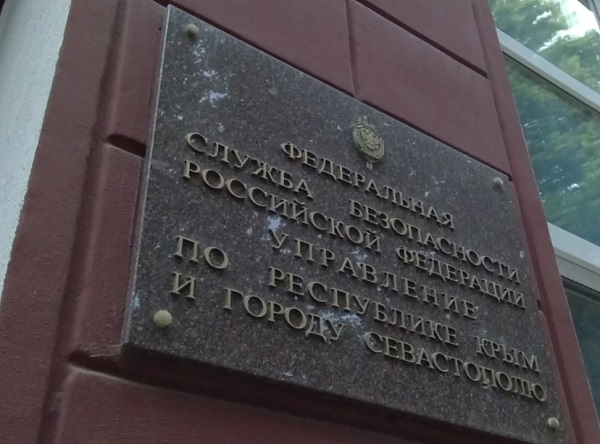 ФЕДЕРАЛЬНАЯ
СЛУЖБА БЕЗОПАСНОСТИ
РОССИЙСКОЙ ФЕДЕРАЦИИ
УПРАВЛЕНИЕ
ПО РЕСПУБЛИКЕ КРЫМ
И ГОРОДУ СЕВАСТОПОЛЮ